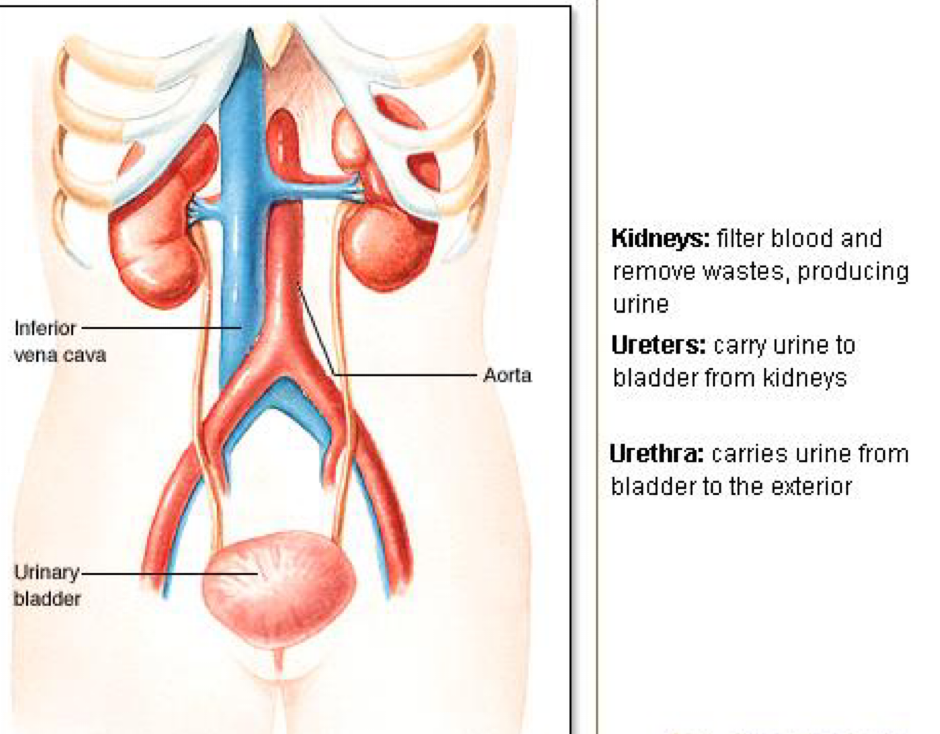 Inferior
vena cava
Aorta
Urinary
bladder
Kidneys: filter blood and
remove wastes, producing
urine
Ureters: carry urine to
bladder from kidneys
Urethra: carries urine from
bladder to the exterior